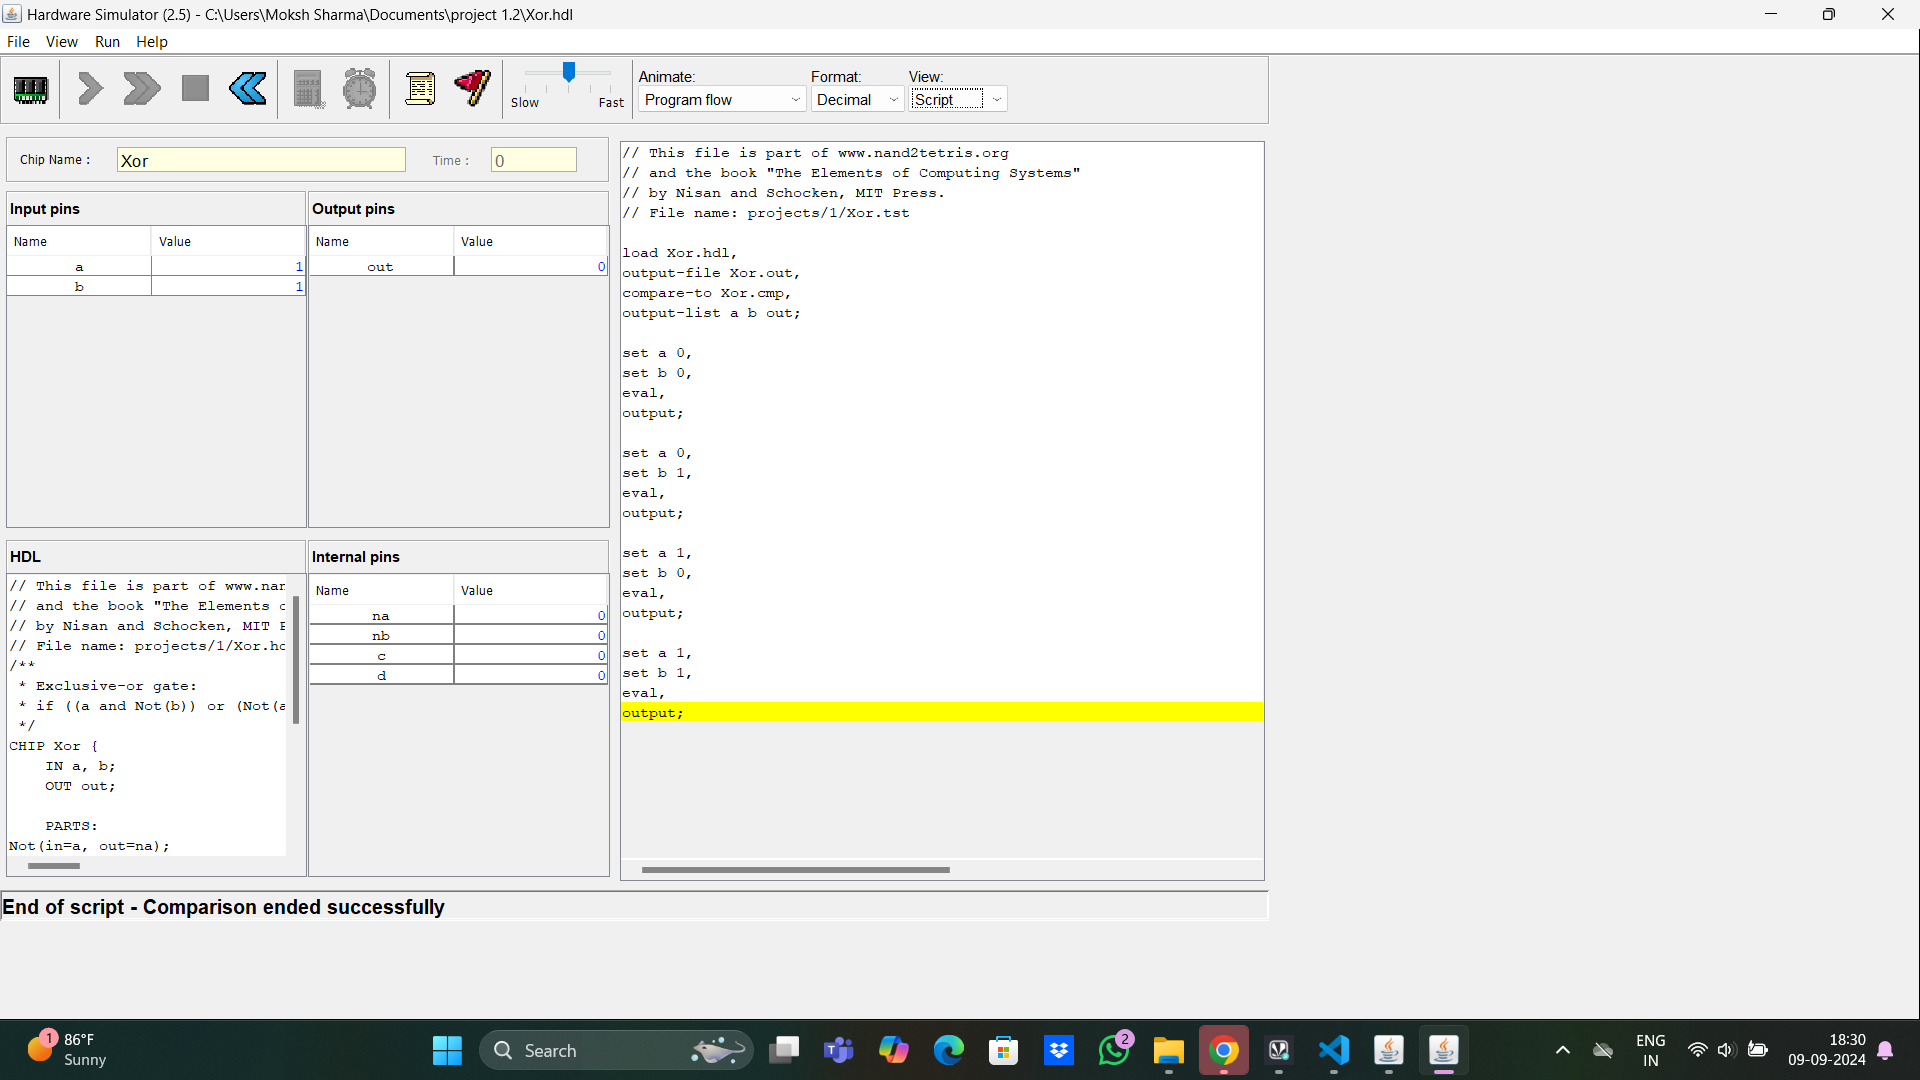 Hardware Simulator (2.5) - C:\Users\Moksh Sharma\Documents\project 1.2\Xor.hdl
File View Run Help
Slow Fast
Animate: Format: View:
Program flow Decimal Script
Chip Name : Xor Time : 0
Input pins
Name Value
a 1
b 1
Output pins
Name Value
out 0
HDL
// This file is part of www.nan
// and the book "The Elements
// by Nisan and Schocken, MIT
// File name: projects/1/Xor.hd
/**
* Exclusive-or gate:
* if ((a and Not(b)) or (Not(a
*/
CHIP Xor {
IN a, b;
OUT out;
PARTS:
Not(in=a, out=na);
Internal pins
Name Value
na 0
nb 0
c 0
d 0
// This file is part of www.nand2tetris.org
// and the book "The Elements of Computing Systems"
// by Nisan and Schocken, MIT Press.
// File name: projects/1/Xor.tst
load Xor.hdl,
output-file Xor.out,
compare-to Xor.cmp,
output-list a b out;
set a 0,
set b 0,
eval,
output;
set a 0,
set b 1,
eval,
output;
set a 1,
set b 0,
eval,
output;
set a 1,
set b 1,
eval,
output;
End of script - Comparison ended successfully
1
86°F
Sunny
Search
2
ENG
IN
18:30
09-09-2024